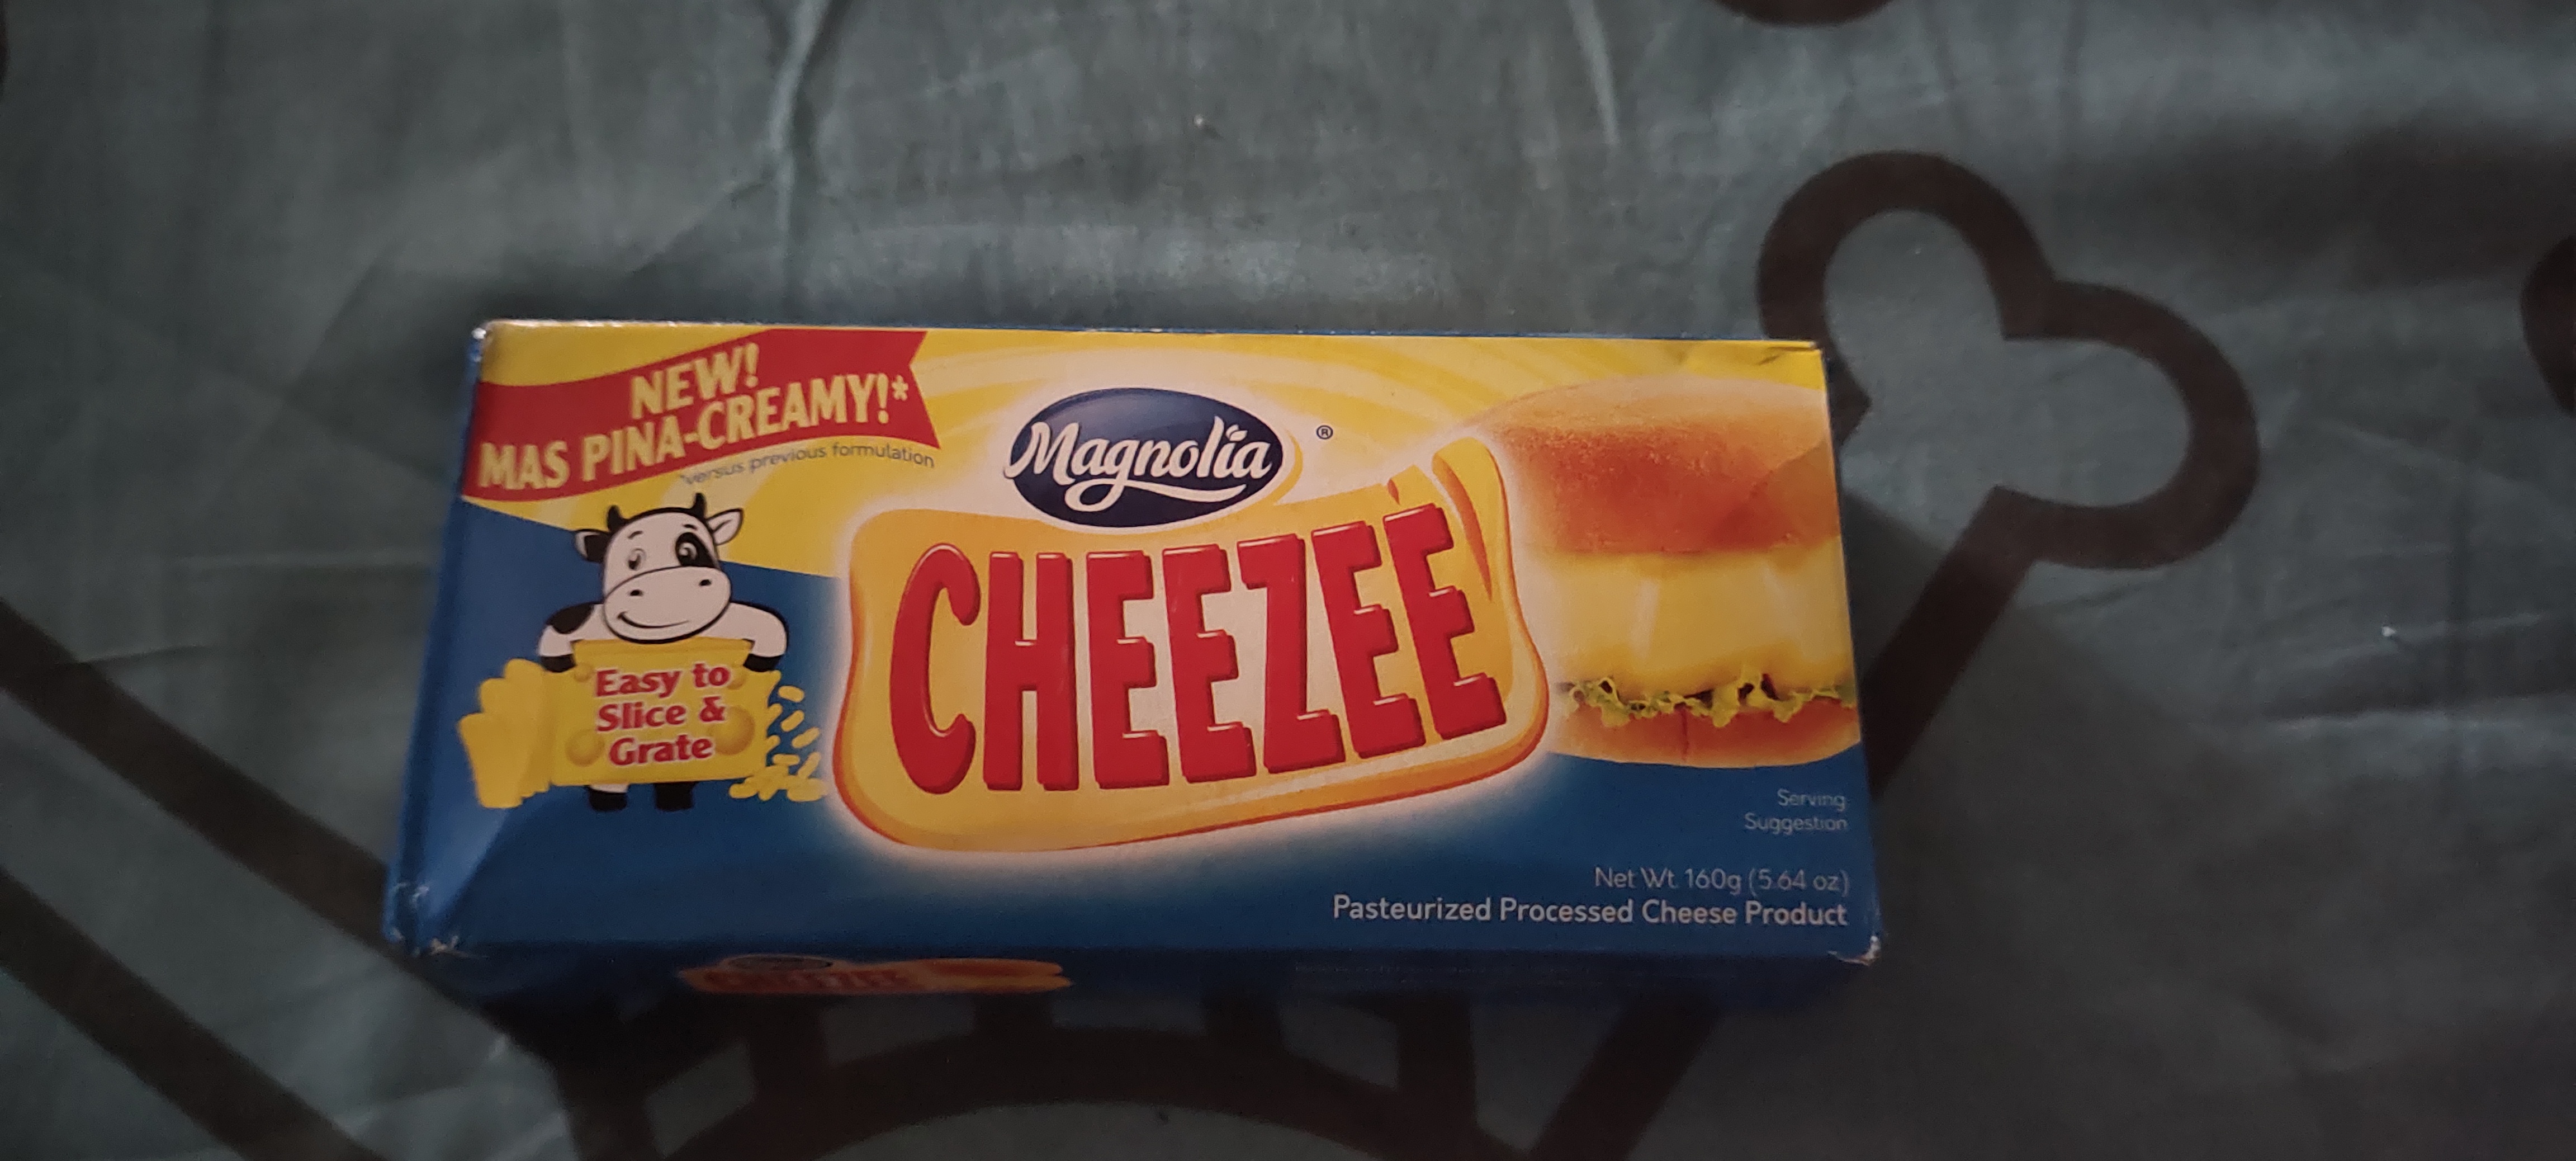 NEW!
MAS PINA-CREAMY!*
*versus previous formulation
Magnolia ®
CHEEZEE
Easy to
Slice &
Grate
Serving
Suggestion
Net Wt. 160g (5.64 oz)
Pasteurized Processed Cheese Product